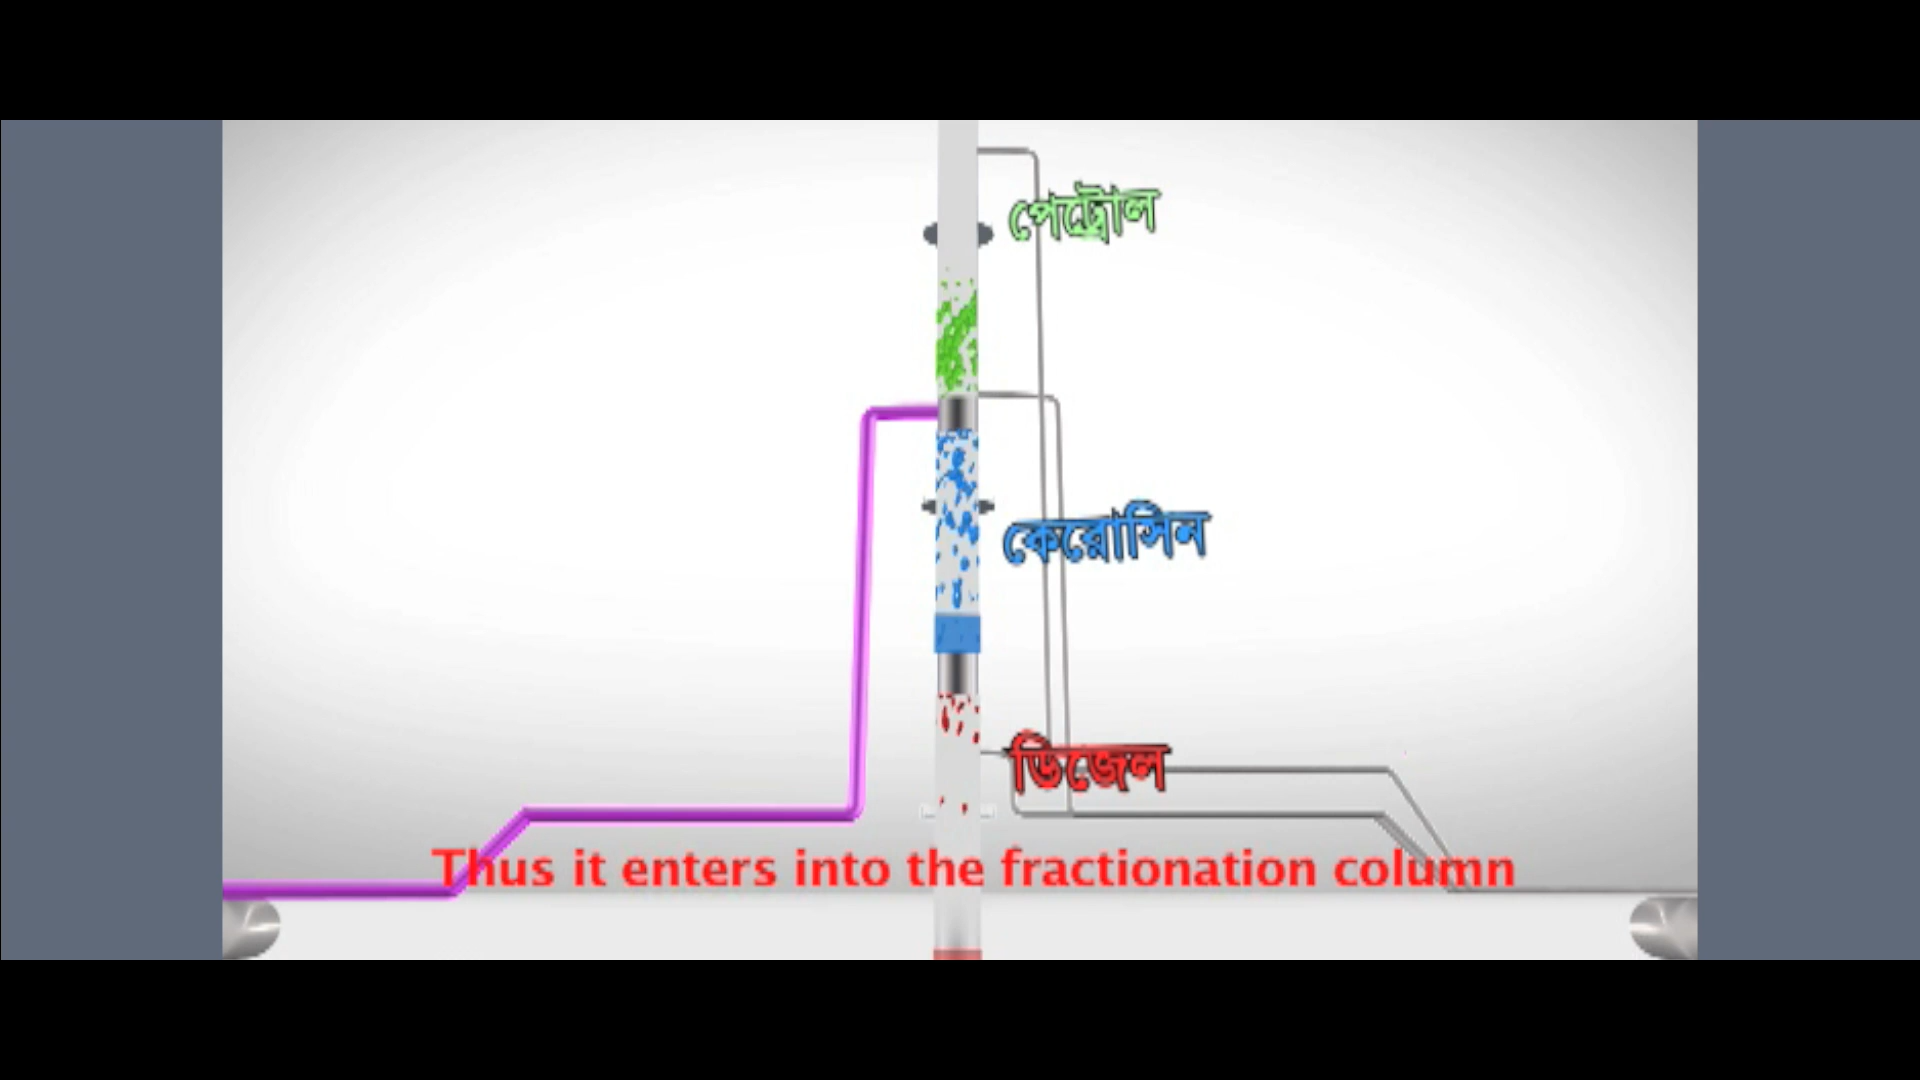 পেট্রোল
কেরোসিন
ডিজেল
Thus it enters into the fractionation column